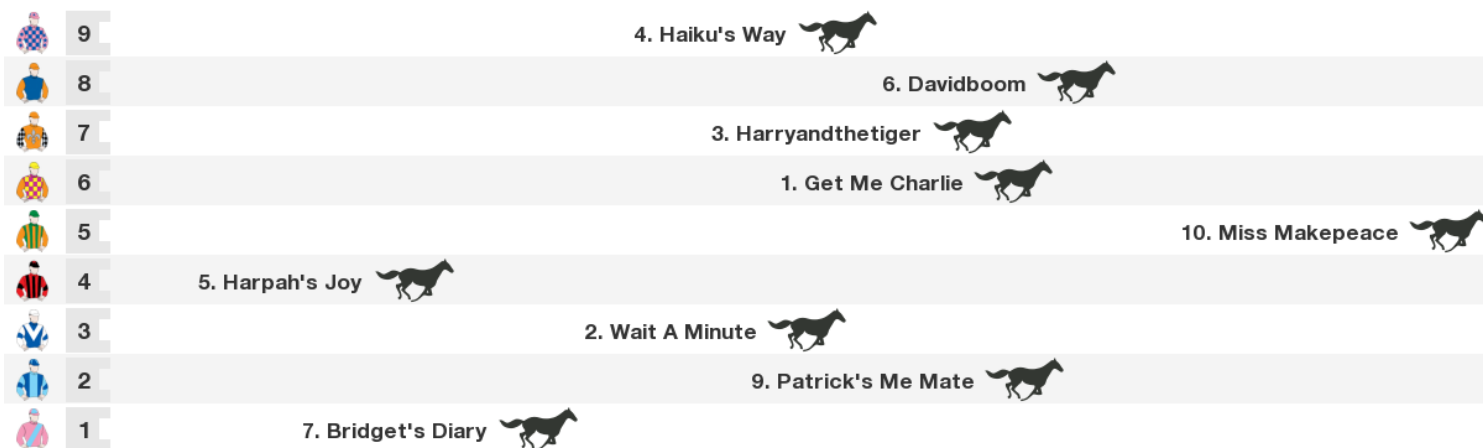 9 4. Haiku's Way
8 6. Davidboom
7 3. Harryandthetiger
6 1. Get Me Charlie
5 10. Miss Makepeace
4 5. Harpah's Joy
3 2. Wait A Minute
2 9. Patrick's Me Mate
1 7. Bridget's Diary